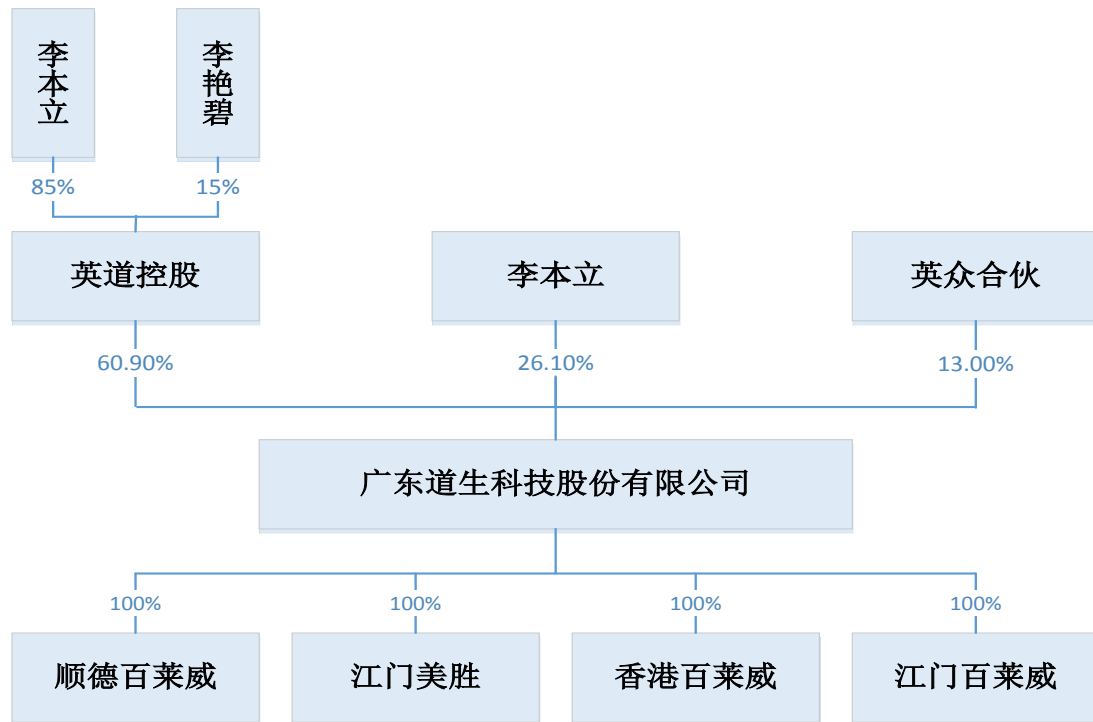 李本立
李艳碧
85%
15%
英道控股
李本立
英众合伙
60.90%
26.10%
13.00%
广东道生科技股份有限公司
100%
100%
100%
100%
顺德百莱威
江门美胜
香港百莱威
江门百莱威